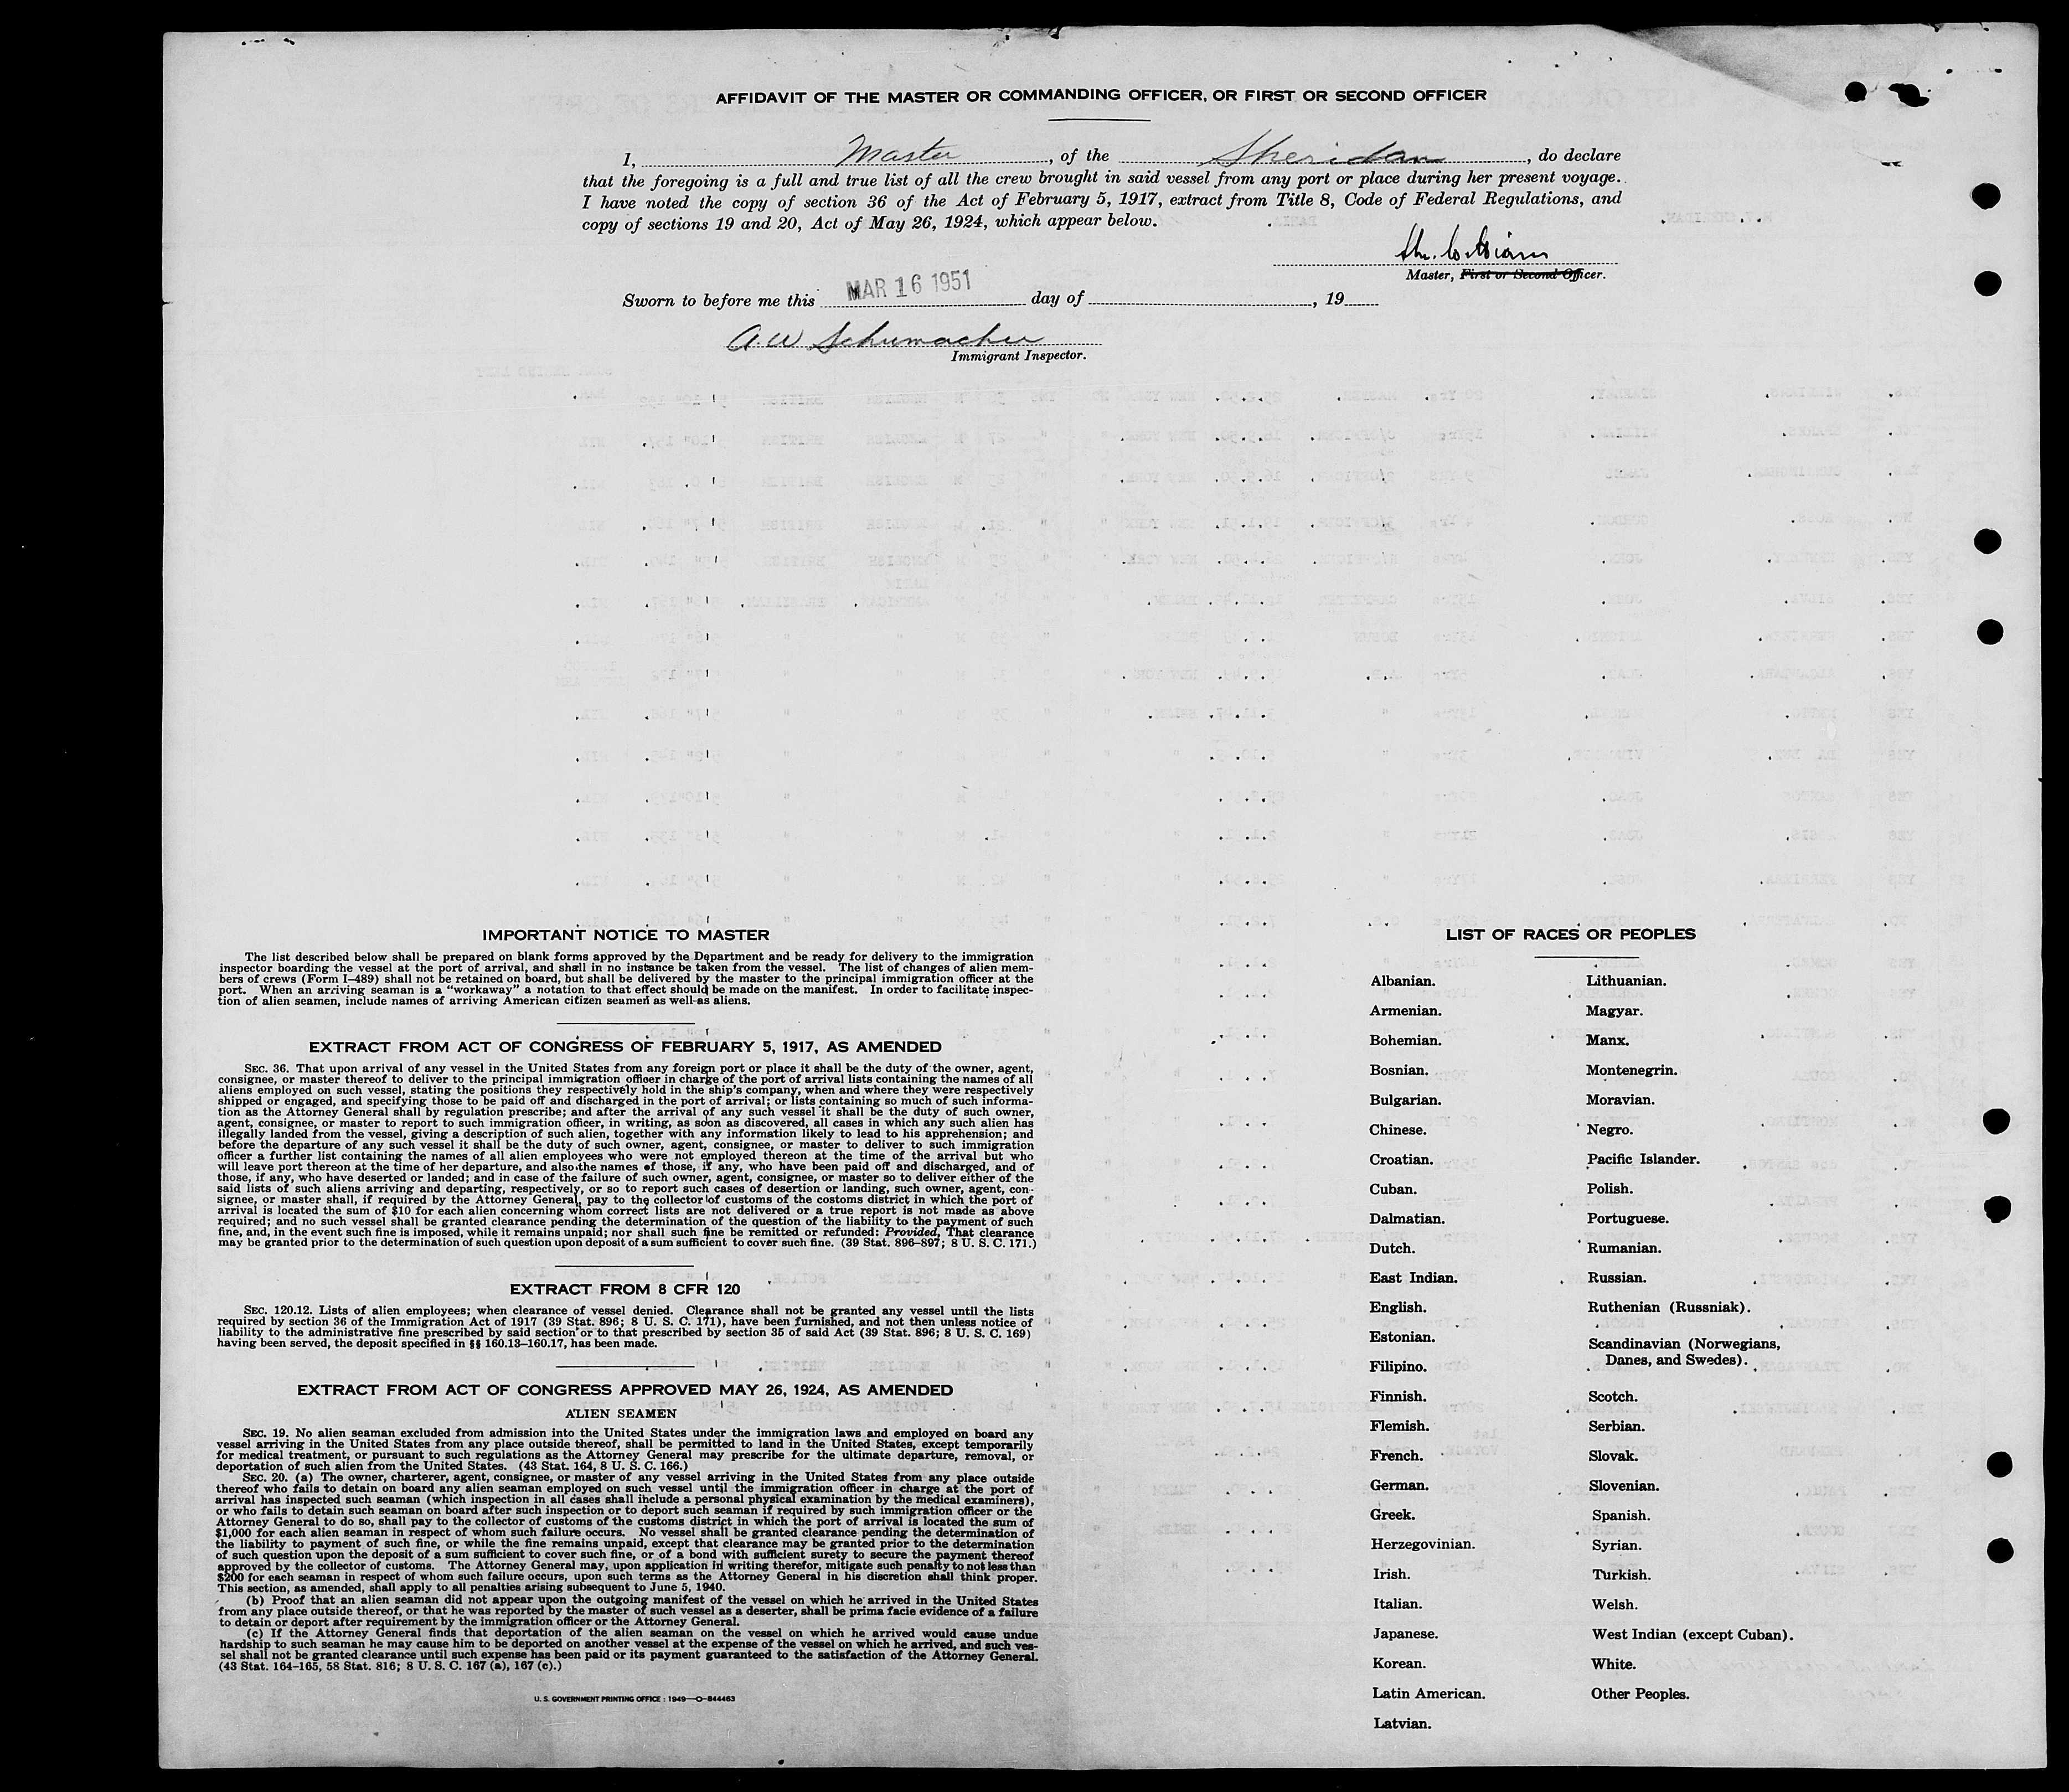 AFFIDAVIT OF THE MASTER OR COMMANDING OFFICER, OR FIRST OR SECOND OFFICER
I, Master, of the Sheridan, do declare
that the foregoing is a full and true list of all the crew brought in said vessel from any port or place during her present voyage.
I have noted the copy of section 36 of the Act of February 5, 1917, extract from Title 8, Code of Federal Regulations, and
copy of sections 19 and 20, Act of May 26, 1924, which appear below.
Master, First or Second Officer.
Sworn to before me this MAR 16 1951 day of , 19
A. W Schumacher
Immigrant Inspector.
IMPORTANT NOTICE TO MASTER
The list described below shall be prepared on blank forms approved by the Department and be ready for delivery to the immigration
inspector boarding the vessel at the port of arrival, and shall in no instance be taken from the vessel. The list of changes of alien mem-
bers of crews (Form I–489) shall not be retained on board, but shall be delivered by the master to the principal immigration officer at the
port. When an arriving seaman is a "workaway" a notation to that effect should be made on the manifest. In order to facilitate inspec-
tion of alien seamen, include names of arriving American citizen seamen as well as aliens.
EXTRACT FROM ACT OF CONGRESS OF FEBRUARY 5, 1917, AS AMENDED
SEC. 36. That upon arrival of any vessel in the United States from any foreign port or place it shall be the duty of the owner, agent,
consignee, or master thereof to deliver to the principal immigration officer in charge of the port of arrival lists containing the names of all
aliens employed on such vessel, stating the positions they respectively hold in the ship's company, when and where they were respectively
shipped or engaged, and specifying those to be paid off and discharged in the port of arrival; or lists containing so much of such informa-
tion as the Attorney General shall by regulation prescribe; and after the arrival of any such vessel it shall be the duty of such owner,
agent, consignee, or master to report to such immigration officer, in writing, as soon as discovered, all cases in which any such alien has
illegally landed from the vessel, giving a description of such alien, together with any information likely to lead to his apprehension; and
before the departure of any such vessel it shall be the duty of such owner, agent, consignee, or master to deliver to such immigration
officer a further list containing the names of all alien employees who were not employed thereon at the time of the arrival but who
will leave port thereon at the time of her departure, and also the names of those, if any, who have been paid off and discharged, and of
those, if any, who have deserted or landed; and in case of the failure of such owner, agent, consignee, or master so to deliver either of the
said lists of such aliens arriving and departing, respectively, or so to report such cases of desertion or landing, such owner, agent, con-
signee, or master shall, if required by the Attorney General, pay to the collector of customs of the customs district in which the port of
arrival is located the sum of $10 for each alien concerning whom correct lists are not delivered or a true report is not made as above
required; and no such vessel shall be granted clearance pending the determination of the question of the liability to the payment of such
fine, and, in the event such fine is imposed, while it remains unpaid; nor shall such fine be remitted or refunded: Provided, That clearance
may be granted prior to the determination of such question upon deposit of a sum sufficient to cover such fine. (39 Stat. 896–897; 8 U. S. C. 171.)
EXTRACT FROM 8 CFR 120
SEC. 120.12. Lists of alien employees; when clearance of vessel denied. Clearance shall not be granted any vessel until the lists
required by section 36 of the Immigration Act of 1917 (39 Stat. 896; 8 U. S. C. 171), have been furnished, and not then unless notice of
liability to the administrative fine prescribed by said section or to that prescribed by section 35 of said Act (39 Stat. 896; 8 U. S. C. 169)
having been served, the deposit specified in §§ 160.13–160.17, has been made.
EXTRACT FROM ACT OF CONGRESS APPROVED MAY 26, 1924, AS AMENDED
ALIEN SEAMEN
SEC. 19. No alien seaman excluded from admission into the United States under the immigration laws and employed on board any
vessel arriving in the United States from any place outside thereof, shall be permitted to land in the United States, except temporarily
for medical treatment, or pursuant to such regulations as the Attorney General may prescribe for the ultimate departure, removal, or
deportation of such alien from the United States. (43 Stat. 164, 8 U. S. C. 166.)
SEC. 20. (a) The owner, charterer, agent, consignee, or master of any vessel arriving in the United States from any place outside
thereof who fails to detain on board any alien seaman employed on such vessel until the immigration officer in charge at the port of
arrival has inspected such seaman (which inspection in all cases shall include a personal physical examination by the medical examiners),
or who fails to detain such seaman on board after such inspection or to deport such seaman if required by such immigration officer or the
Attorney General to do so, shall pay to the collector of customs of the customs district in which the port of arrival is located the sum of
$1,000 for each alien seaman in respect of whom such failure occurs. No vessel shall be granted clearance pending the determination of
the liability to payment of such fine, or while the fine remains unpaid, except that clearance may be granted prior to the determination
of such question upon the deposit of a sum sufficient to cover such fine, or of a bond with sufficient surety to secure the payment thereof
approved by the collector of customs. The Attorney General may, upon application in writing therefor, mitigate such penalty to not less than
$200 for each seaman in respect of whom such failure occurs, upon such terms as the Attorney General in his discretion shall think proper.
This section, as amended, shall apply to all penalties arising subsequent to June 5, 1940.
(b) Proof that an alien seaman did not appear upon the outgoing manifest of the vessel on which he arrived in the United States
from any place outside thereof, or that he was reported by the master of such vessel as a deserter, shall be prima facie evidence of a failure
to detain or deport after requirement by the immigration officer or the Attorney General.
(c) If the Attorney General finds that deportation of the alien seaman on the vessel on which he arrived would cause undue
hardship to such seaman he may cause him to be deported on another vessel at the expense of the vessel on which he arrived, and such ves-
sel shall not be granted clearance until such expense has been paid or its payment guaranteed to the satisfaction of the Attorney General.
(43 Stat. 164–165, 58 Stat. 816; 8 U. S. C. 167 (a), 167 (c).)
U. S. GOVERNMENT PRINTING OFFICE : 1949—O-844463
LIST OF RACES OR PEOPLES
Albanian.
Armenian.
Bohemian.
Bosnian.
Bulgarian.
Chinese.
Croatian.
Cuban.
Dalmatian.
Dutch.
East Indian.
English.
Estonian.
Filipino.
Finnish.
Flemish.
French.
German.
Greek.
Herzegovinian.
Irish.
Italian.
Japanese.
Korean.
Latin American.
Latvian.
Lithuanian.
Magyar.
Manx.
Montenegrin.
Moravian.
Negro.
Pacific Islander.
Polish.
Portuguese.
Rumanian.
Russian.
Ruthenian (Russniak).
Scandinavian (Norwegians,
Danes, and Swedes).
Scotch.
Serbian.
Slovak.
Slovenian.
Spanish.
Syrian.
Turkish.
Welsh.
West Indian (except Cuban).
White.
Other Peoples.